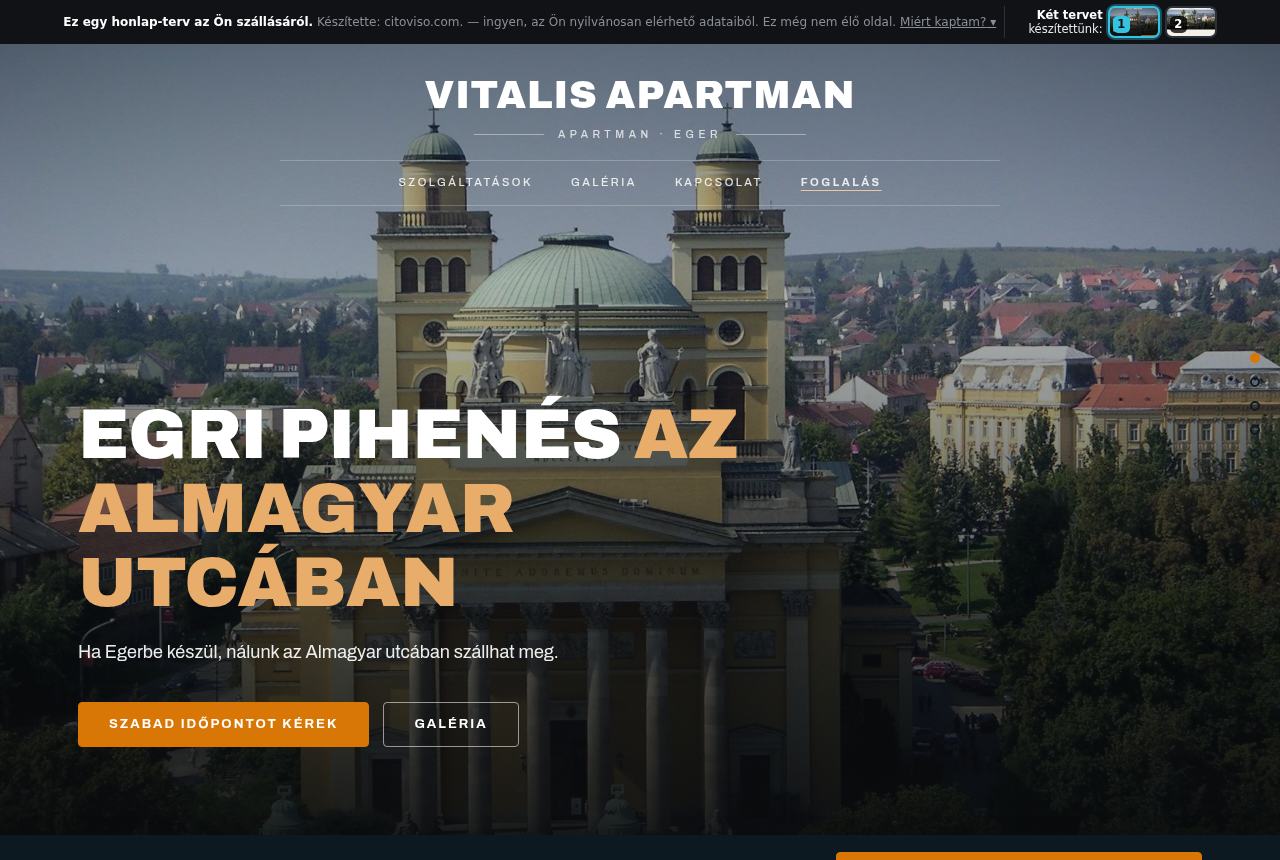 Ez egy honlap-terv az Ön szállásáról. Készítette: citoviso.com. — ingyen, az Ön nyilvánosan elérhető adataiból. Ez még nem élő oldal. Miért kaptam? ▾
Két tervet
készítettünk:
1
2
VITALIS APARTMAN
APARTMAN · EGER
SZOLGÁLTATÁSOK GALÉRIA KAPCSOLAT FOGLALÁS
EGRI PIHENÉS AZ
ALMAGYAR
UTCÁBAN
Ha Egerbe készül, nálunk az Almagyar utcában szállhat meg.
SZABAD IDŐPONTOT KÉREK GALÉRIA